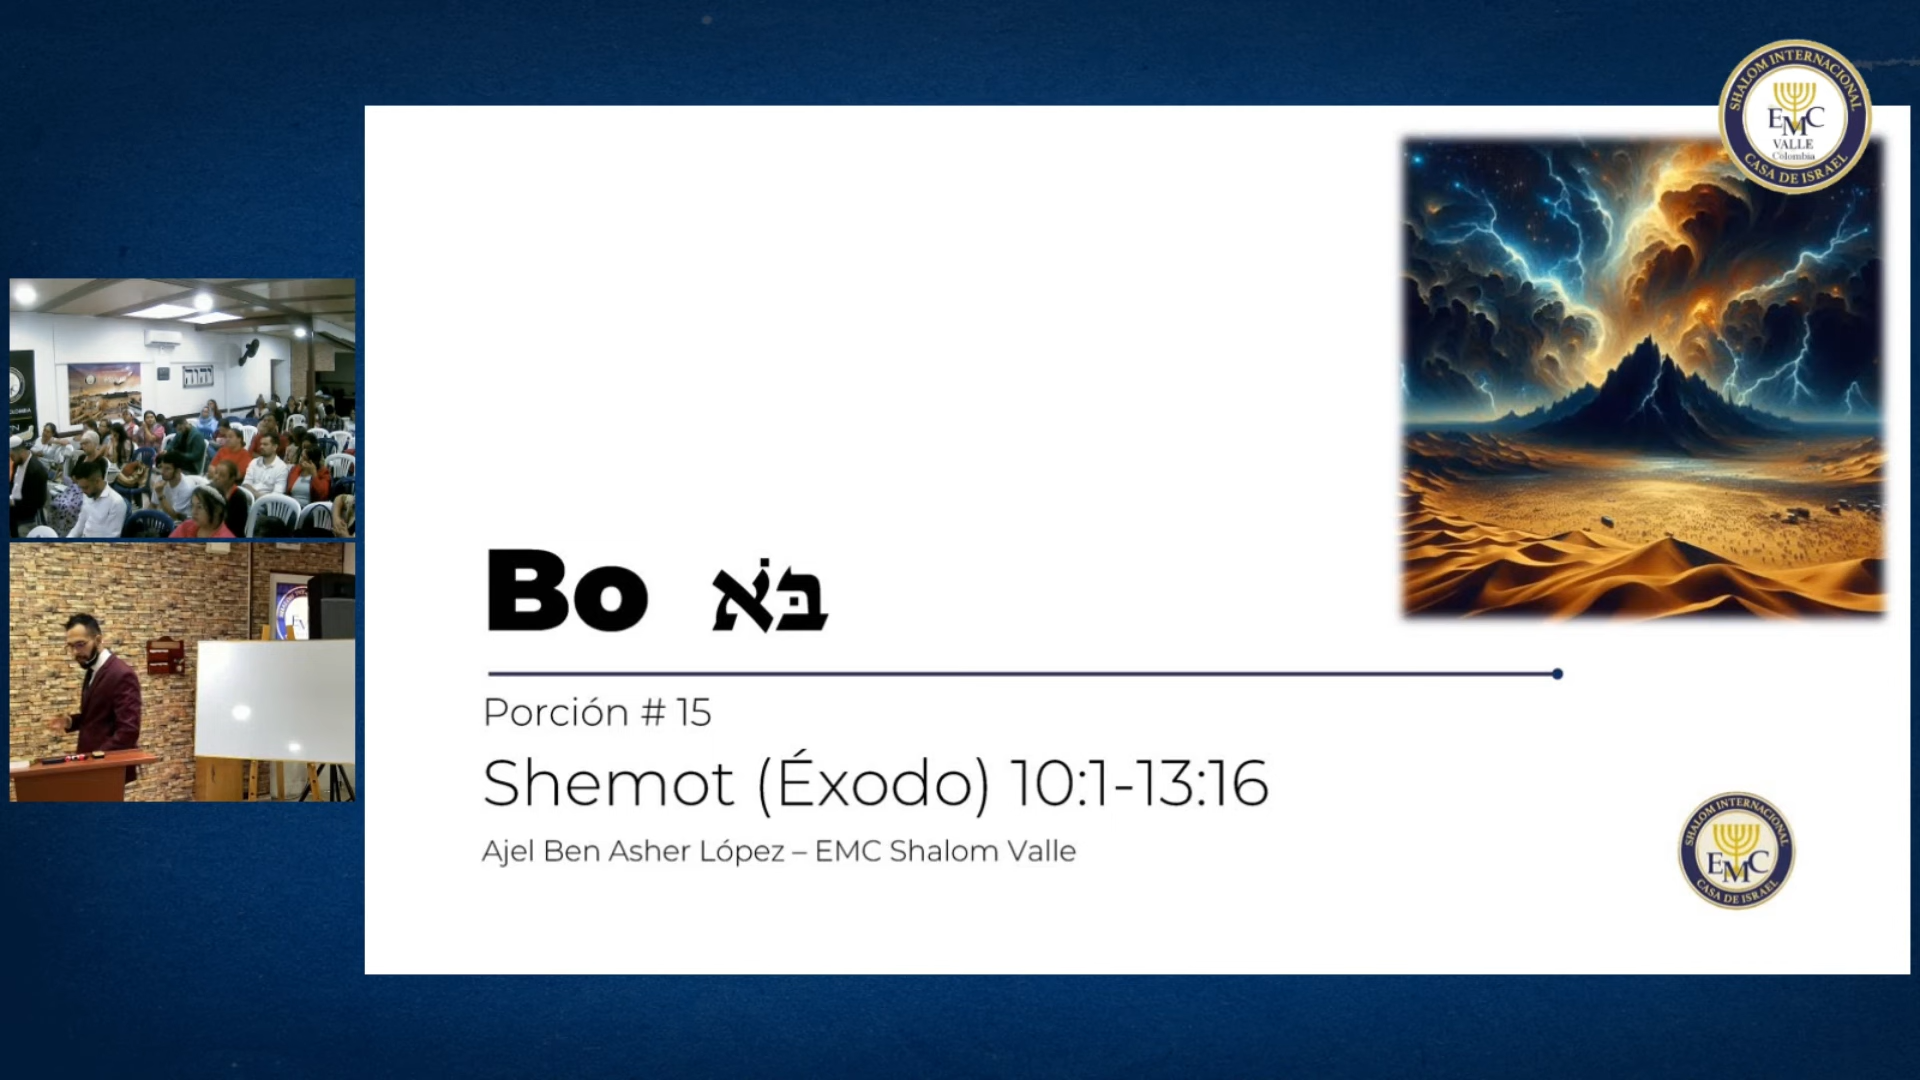 SHALOM INTERNACIONAL
EMC
VALLE
Colombia
CASA DE ISRAEL
יהוה
Bo בֹּא
Porción # 15
Shemot (Éxodo) 10:1-13:16
Ajel Ben Asher López – EMC Shalom Valle
SHALOM INTERNACIONAL
EMC
CASA DE ISRAEL